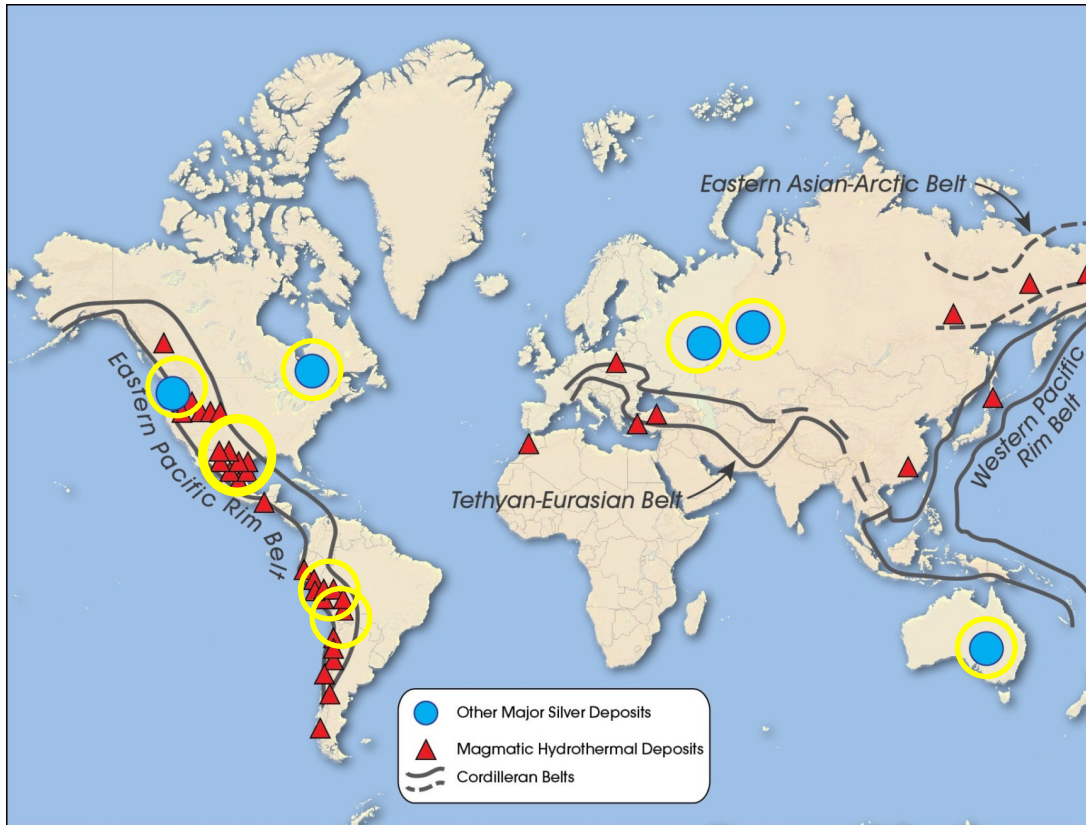 Eastern Asian-Arctic Belt
Eastern Pacific Rim Belt
Western Pacific
Rim Belt
Tethyan-Eurasian Belt
Other Major Silver Deposits
Magmatic Hydrothermal Deposits
Cordilleran Belts